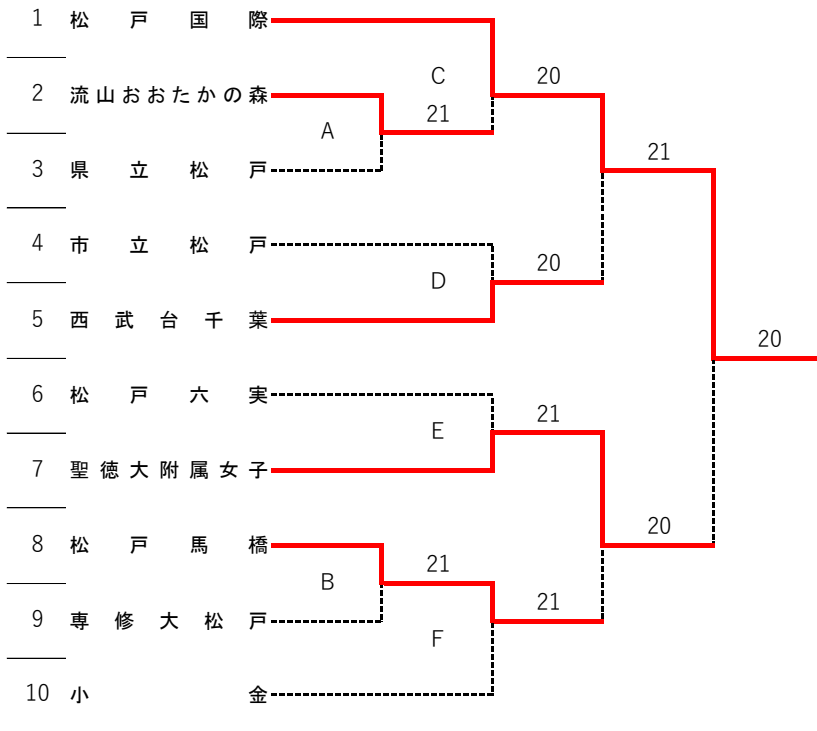 1 松戸国際
C 20
2 流山おおたかの森
21
A
21
3 県立松戸
4 市立松戸
20
D
5 西武台千葉
20
6 松戸六実
21
E
7 聖徳大附属女子
20
8 松戸馬橋
21
B
21
9 専修大松戸
F
10 小金